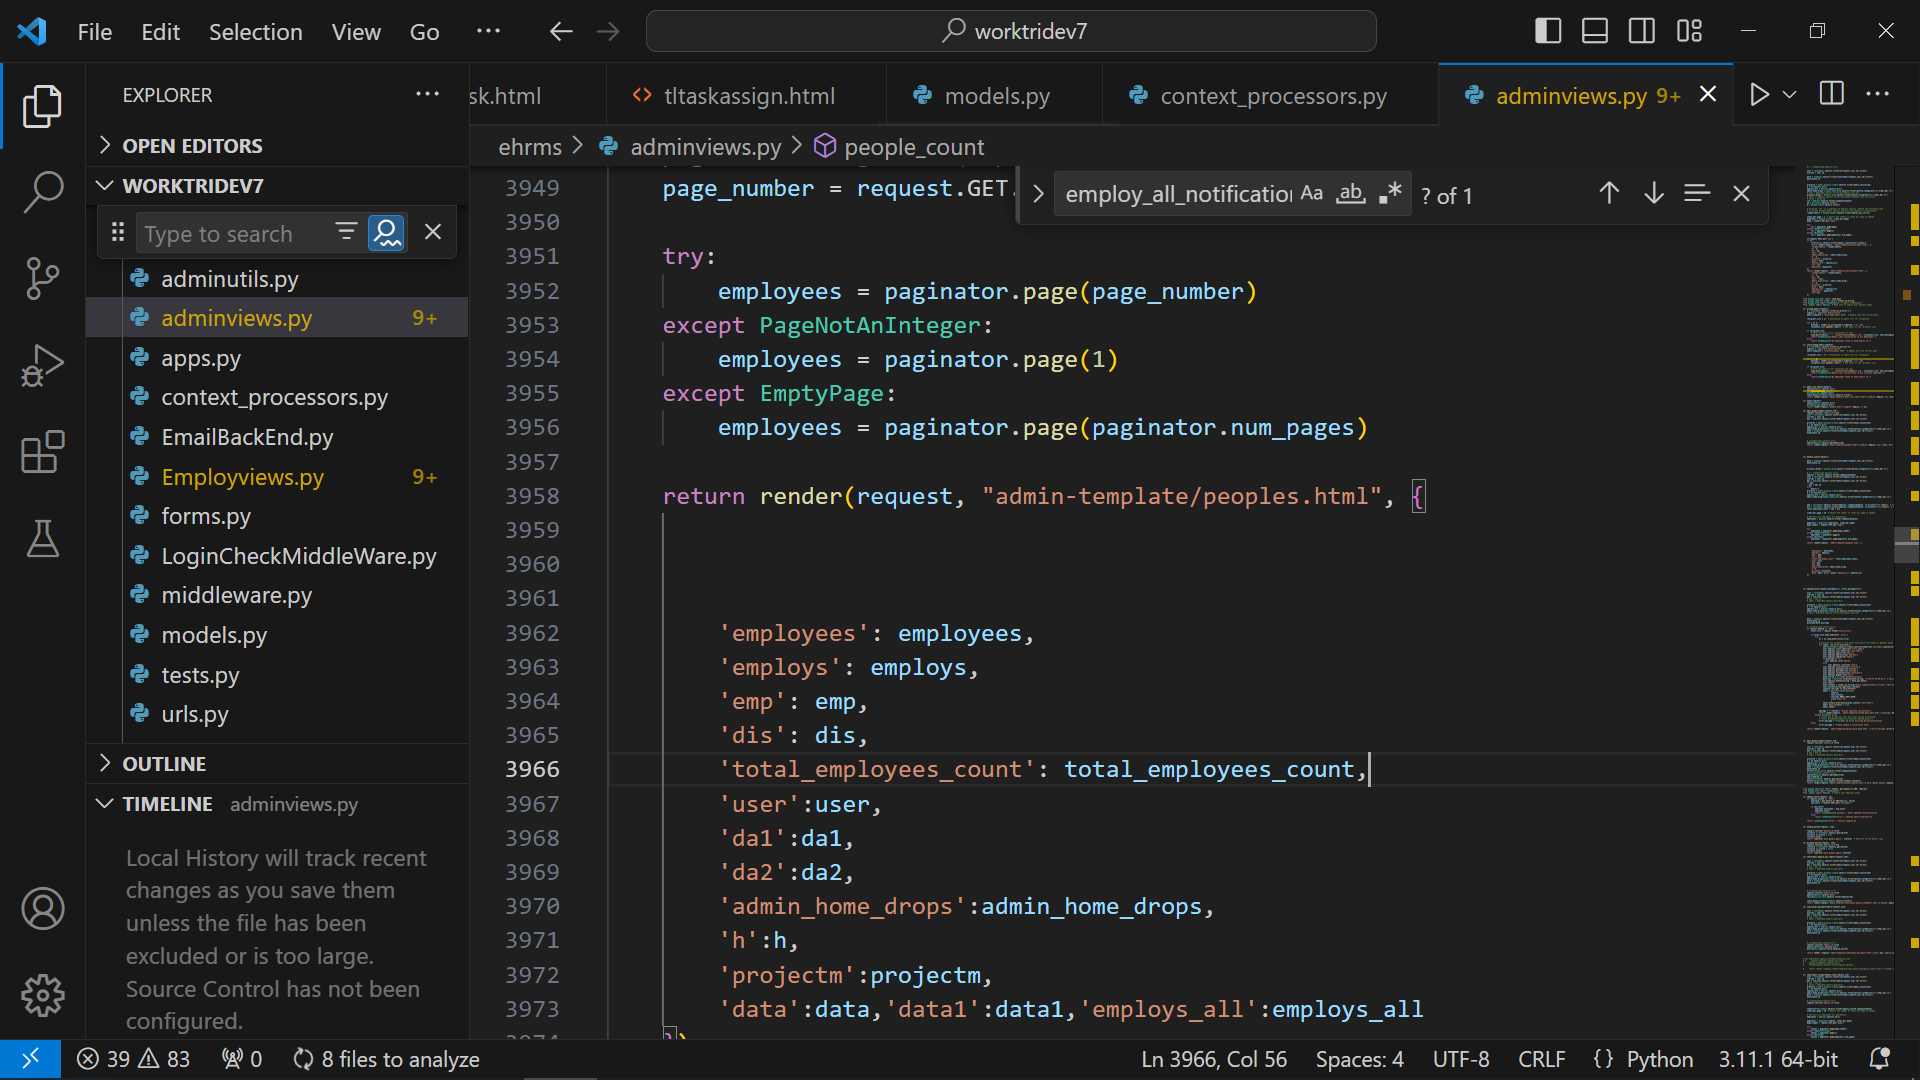 File Edit Selection View Go ··· worktridev7
EXPLORER
sk.html tltaskassign.html models.py context_processors.py adminviews.py 9+
OPEN EDITORS
ehrms > adminviews.py > people_count
WORKTRIDEV7
employ_all_notification Aa ab ? of 1
Type to search
adminutils.py
adminviews.py 9+
apps.py
context_processors.py
EmailBackEnd.py
Employviews.py 9+
forms.py
LoginCheckMiddleWare.py
middleware.py
models.py
tests.py
urls.py
OUTLINE
TIMELINE adminviews.py
Local History will track recent
changes as you save them
unless the file has been
excluded or is too large.
Source Control has not been
configured.
3949 page_number = request.GET.
3950
3951 try:
3952 employees = paginator.page(page_number)
3953 except PageNotAnInteger:
3954 employees = paginator.page(1)
3955 except EmptyPage:
3956 employees = paginator.page(paginator.num_pages)
3957
3958 return render(request, "admin-template/peoples.html", {
3959
3960
3961
3962 'employees': employees,
3963 'employs': employs,
3964 'emp': emp,
3965 'dis': dis,
3966 'total_employees_count': total_employees_count,
3967 'user':user,
3968 'da1':da1,
3969 'da2':da2,
3970 'admin_home_drops':admin_home_drops,
3971 'h':h,
3972 'projectm':projectm,
3973 'data':data,'data1':data1,'employs_all':employs_all
39 83 0 8 files to analyze Ln 3966, Col 56 Spaces: 4 UTF-8 CRLF {} Python 3.11.1 64-bit